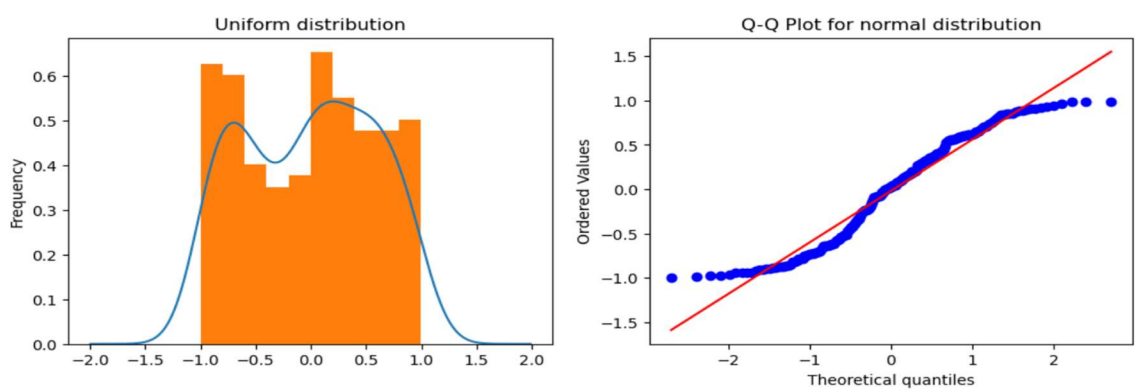 Uniform distribution
Frequency
0.6
0.5
0.4
0.3
0.2
0.1
0.0
−2.0 −1.5 −1.0 −0.5 0.0 0.5 1.0 1.5 2.0
Q-Q Plot for normal distribution
Ordered Values
1.5
1.0
0.5
0.0
−0.5
−1.0
−1.5
−2 −1 0 1 2
Theoretical quantiles